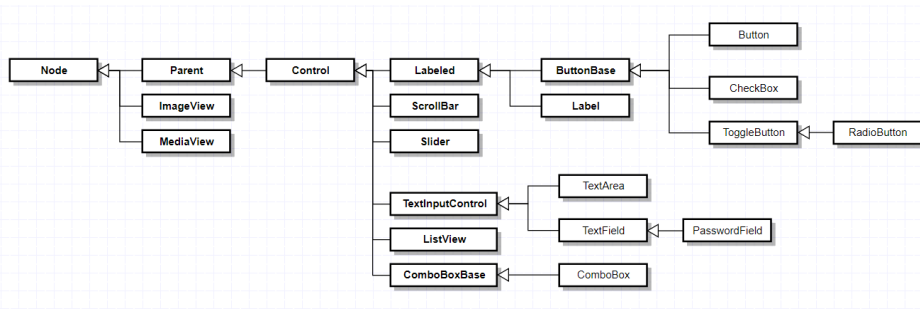 Button
Node
Parent
Control
Labeled
ButtonBase
ImageView
ScrollBar
Label
CheckBox
MediaView
Slider
ToggleButton
RadioButton
TextArea
TextInputControl
TextField
PasswordField
ListView
ComboBoxBase
ComboBox